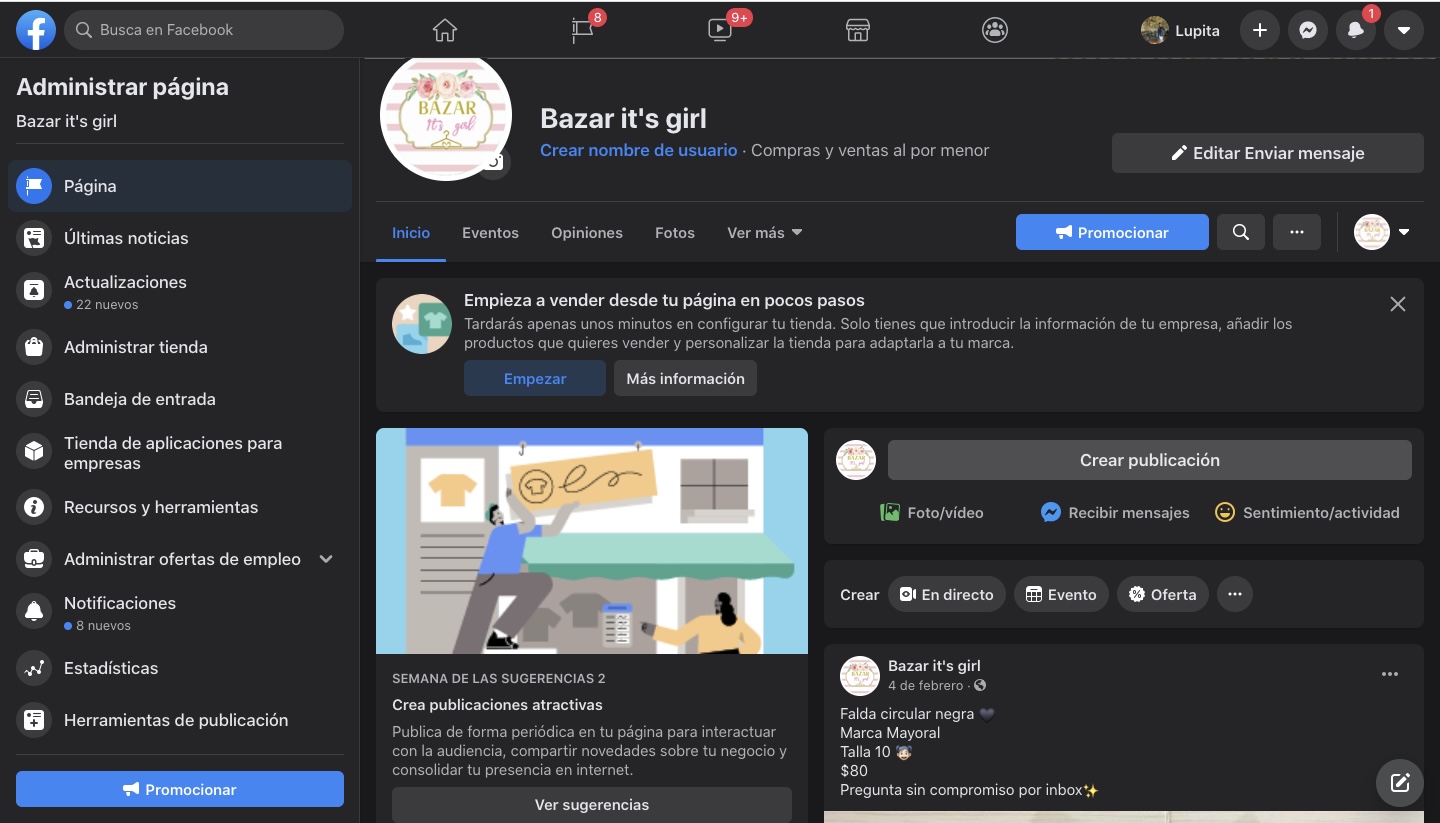 Busca en Facebook
8
9+
Lupita
1
Administrar página
Bazar it's girl
Página
Últimas noticias
Actualizaciones
22 nuevos
Administrar tienda
Bandeja de entrada
Tienda de aplicaciones para
empresas
Recursos y herramientas
Administrar ofertas de empleo
Notificaciones
8 nuevos
Estadísticas
Herramientas de publicación
Promocionar
BAZAR
It's girl
Bazar it's girl
Crear nombre de usuario · Compras y ventas al por menor
Editar Enviar mensaje
Inicio
Eventos
Opiniones
Fotos
Ver más
Promocionar
Empieza a vender desde tu página en pocos pasos
Tardarás apenas unos minutos en configurar tu tienda. Solo tienes que introducir la información de tu empresa, añadir los
productos que quieres vender y personalizar la tienda para adaptarla a tu marca.
Empezar
Más información
SEMANA DE LAS SUGERENCIAS 2
Crea publicaciones atractivas
Publica de forma periódica en tu página para interactuar
con la audiencia, compartir novedades sobre tu negocio y
consolidar tu presencia en internet.
Ver sugerencias
Crear publicación
Foto/vídeo
Recibir mensajes
Sentimiento/actividad
Crear
En directo
Evento
Oferta
Bazar it's girl
4 de febrero ·
Falda circular negra 🖤
Marca Mayoral
Talla 10 👧🏻
$80
Pregunta sin compromiso por inbox✨